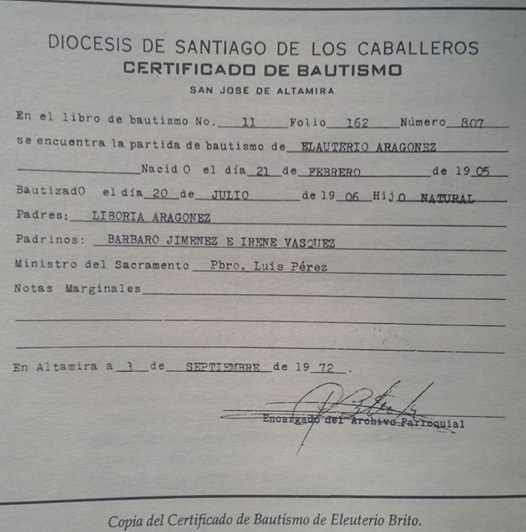 DIOCESIS DE SANTIAGO DE LOS CABALLEROS
CERTIFICADO DE BAUTISMO
SAN JOSE DE ALTAMIRA
En el libro de bautismo No. 11 Folio 162 Número 807
se encuentra la partida de bautismo de ELAUTERIO ARAGONEZ
Nacid O el día 21 de FEBRERO de 19 05
BautizadO el día 20 de JULIO de 19 06 Hijo NATURAL
Padres: LIBORIA ARAGONEZ
Padrinos: BARBARO JIMENEZ E IRENE VASQUEZ
Ministro del Sacramento Pbro. Luis Pérez
Notas Marginales
En Altamira a 3 de SEPTIEMBRE de 19 72.
Encargado del Archivo Parroquial
Copia del Certificado de Bautismo de Eleuterio Brito.